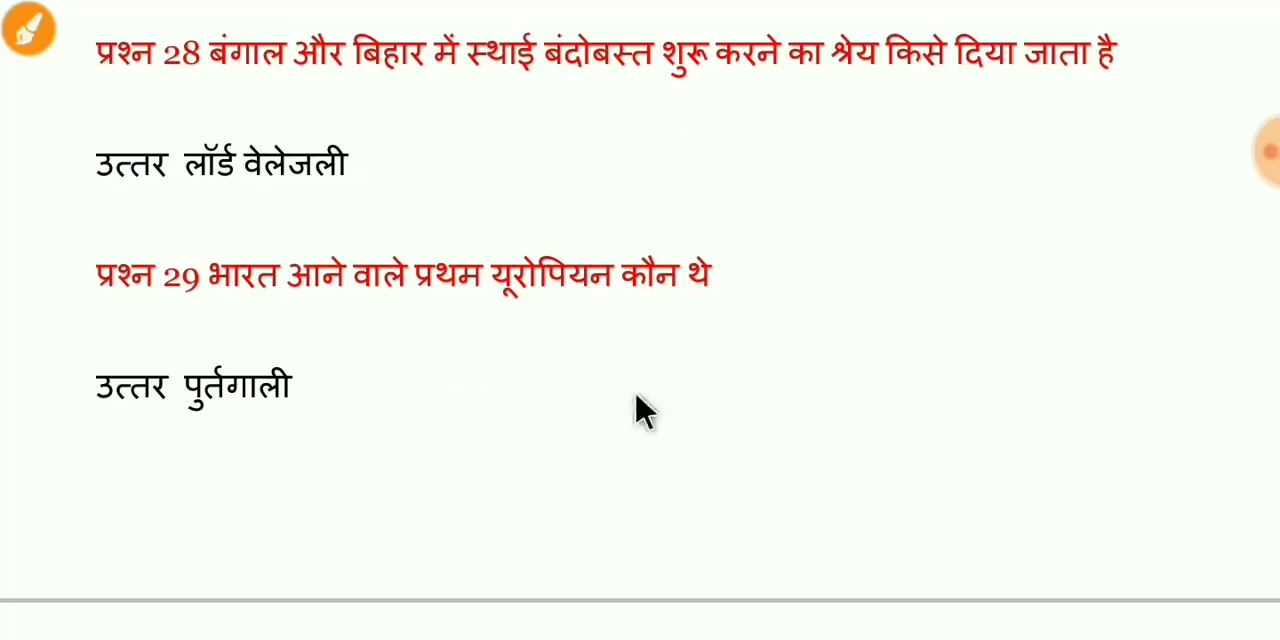 प्रश्न 28 बंगाल और बिहार में स्थाई बंदोबस्त शुरू करने का श्रेय किसे दिया जाता है
उत्तर लॉर्ड वेलेजली
प्रश्न 29 भारत आने वाले प्रथम यूरोपियन कौन थे
उत्तर पुर्तगाली